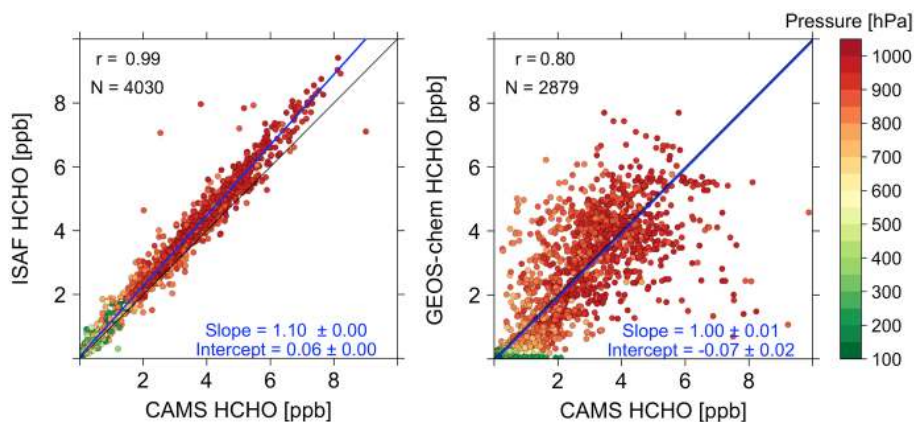 Pressure [hPa]
r = 0.99
N = 4030
ISAF HCHO [ppb]
8
6
4
2
Slope = 1.10 ± 0.00
Intercept = 0.06 ± 0.00
2 4 6 8
CAMS HCHO [ppb]
r = 0.80
N = 2879
GEOS-chem HCHO [ppb]
8
6
4
2
Slope = 1.00 ± 0.01
Intercept = -0.07 ± 0.02
2 4 6 8
CAMS HCHO [ppb]
1000
900
800
700
600
500
400
300
200
100